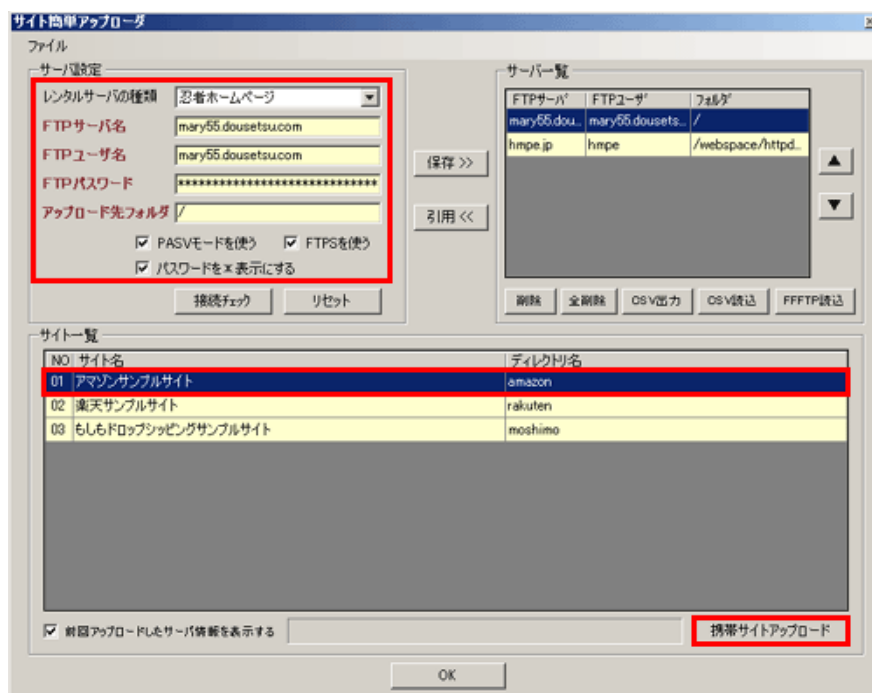 サイト簡単アップローダ
ファイル
サーバ設定
レンタルサーバの種類 忍者ホームページ
FTPサーバ名 mary55.dousetsu.com
FTPユーザ名 mary55.dousetsu.com
FTPパスワード ******************************
アップロード先フォルダ /
PASVモードを使う FTPSを使う
パスワードを×表示にする
接続チェック リセット
保存 >>
引用 <<
サーバー一覧
FTPサーバ FTPユーザ フォルダ
mary55.dou... mary55.dousets... /
hmpe.jp hmpe /webspace/httpd...
▲
▼
削除 全削除 CSV出力 CSV読込 FFFTP読込
サイト一覧
NO サイト名 ディレクトリ名
01 アマゾンサンプルサイト amazon
02 楽天サンプルサイト rakuten
03 もしもドロップシッピングサンプルサイト moshimo
前回アップロードしたサーバ情報を表示する 携帯サイトアップロード
OK